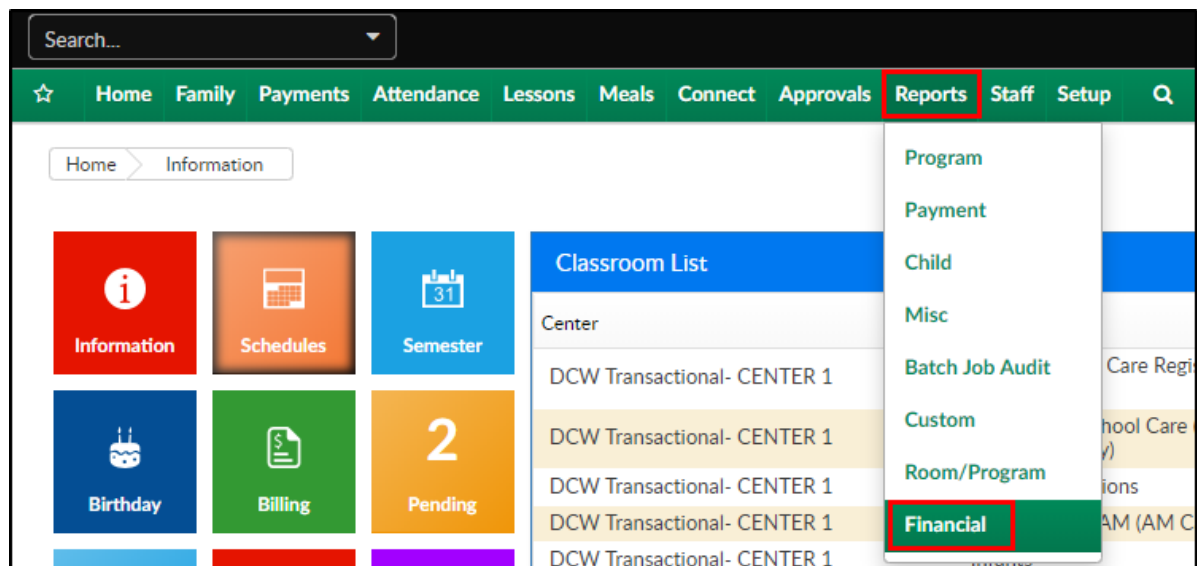 Search...
Home Family Payments Attendance Lessons Meals Connect Approvals Reports Staff Setup
Home Information
Program
Payment
Child
Misc
Batch Job Audit
Custom
Room/Program
Financial
i
Information
Schedules
31
Semester
$
Birthday
Billing
2
Pending
Classroom List
Center
DCW Transactional- CENTER 1
Care Regis
DCW Transactional- CENTER 1
hool Care (
y)
DCW Transactional- CENTER 1
ions
DCW Transactional- CENTER 1
AM (AM C
DCW Transactional- CENTER 1